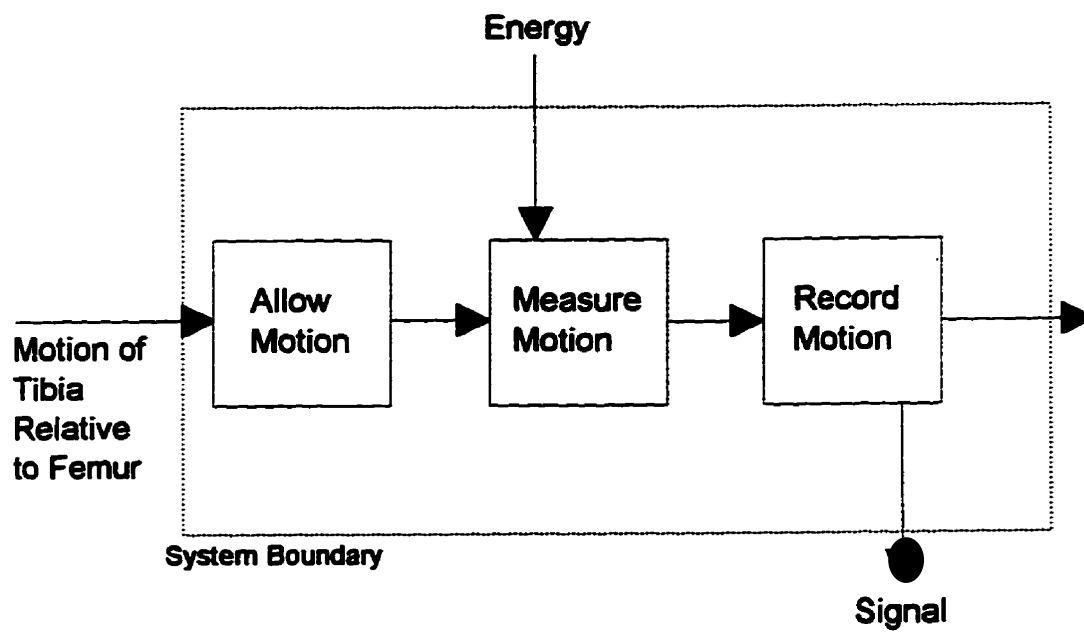 Energy
Allow
Motion
Measure
Motion
Record
Motion
Motion of
Tibia
Relative
to Femur
System Boundary
Signal